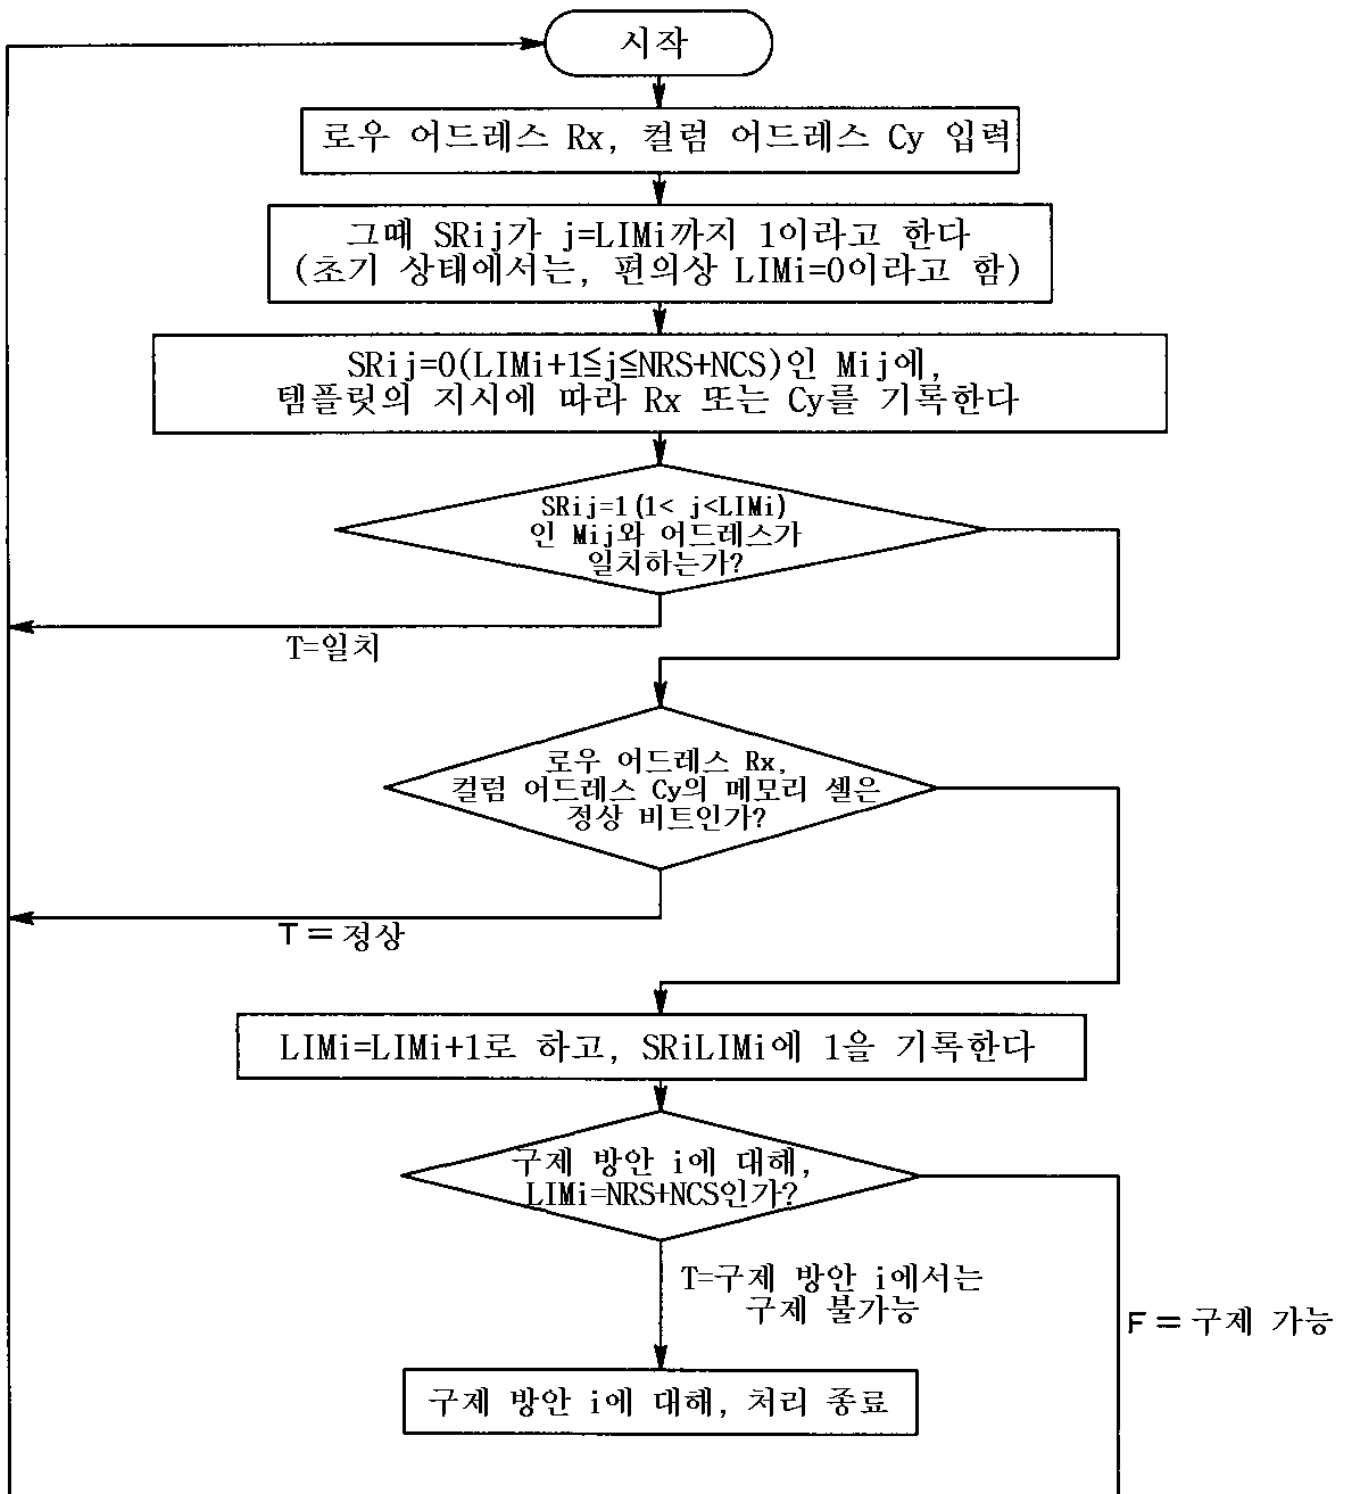 시작
로우 어드레스 Rx, 컬럼 어드레스 Cy 입력
그때 SRij가 j=LIMi까지 1이라고 한다
(초기 상태에서는, 편의상 LIMi=0이라고 함)
SRij=0(LIMi+1≦j≦NRS+NCS)인 Mij에,
템플릿의 지시에 따라 Rx 또는 Cy를 기록한다
SRij=1(1< j<LIMi)
인 Mij와 어드레스가
일치하는가?
T=일치
로우 어드레스 Rx,
컬럼 어드레스 Cy의 메모리 셀은
정상 비트인가?
T=정상
LIMi=LIMi+1로 하고, SRiLIMi에 1을 기록한다
구제 방안 i에 대해,
LIMi=NRS+NCS인가?
T=구제 방안 i에서는
구제 불가능
F=구제 가능
구제 방안 i에 대해, 처리 종료